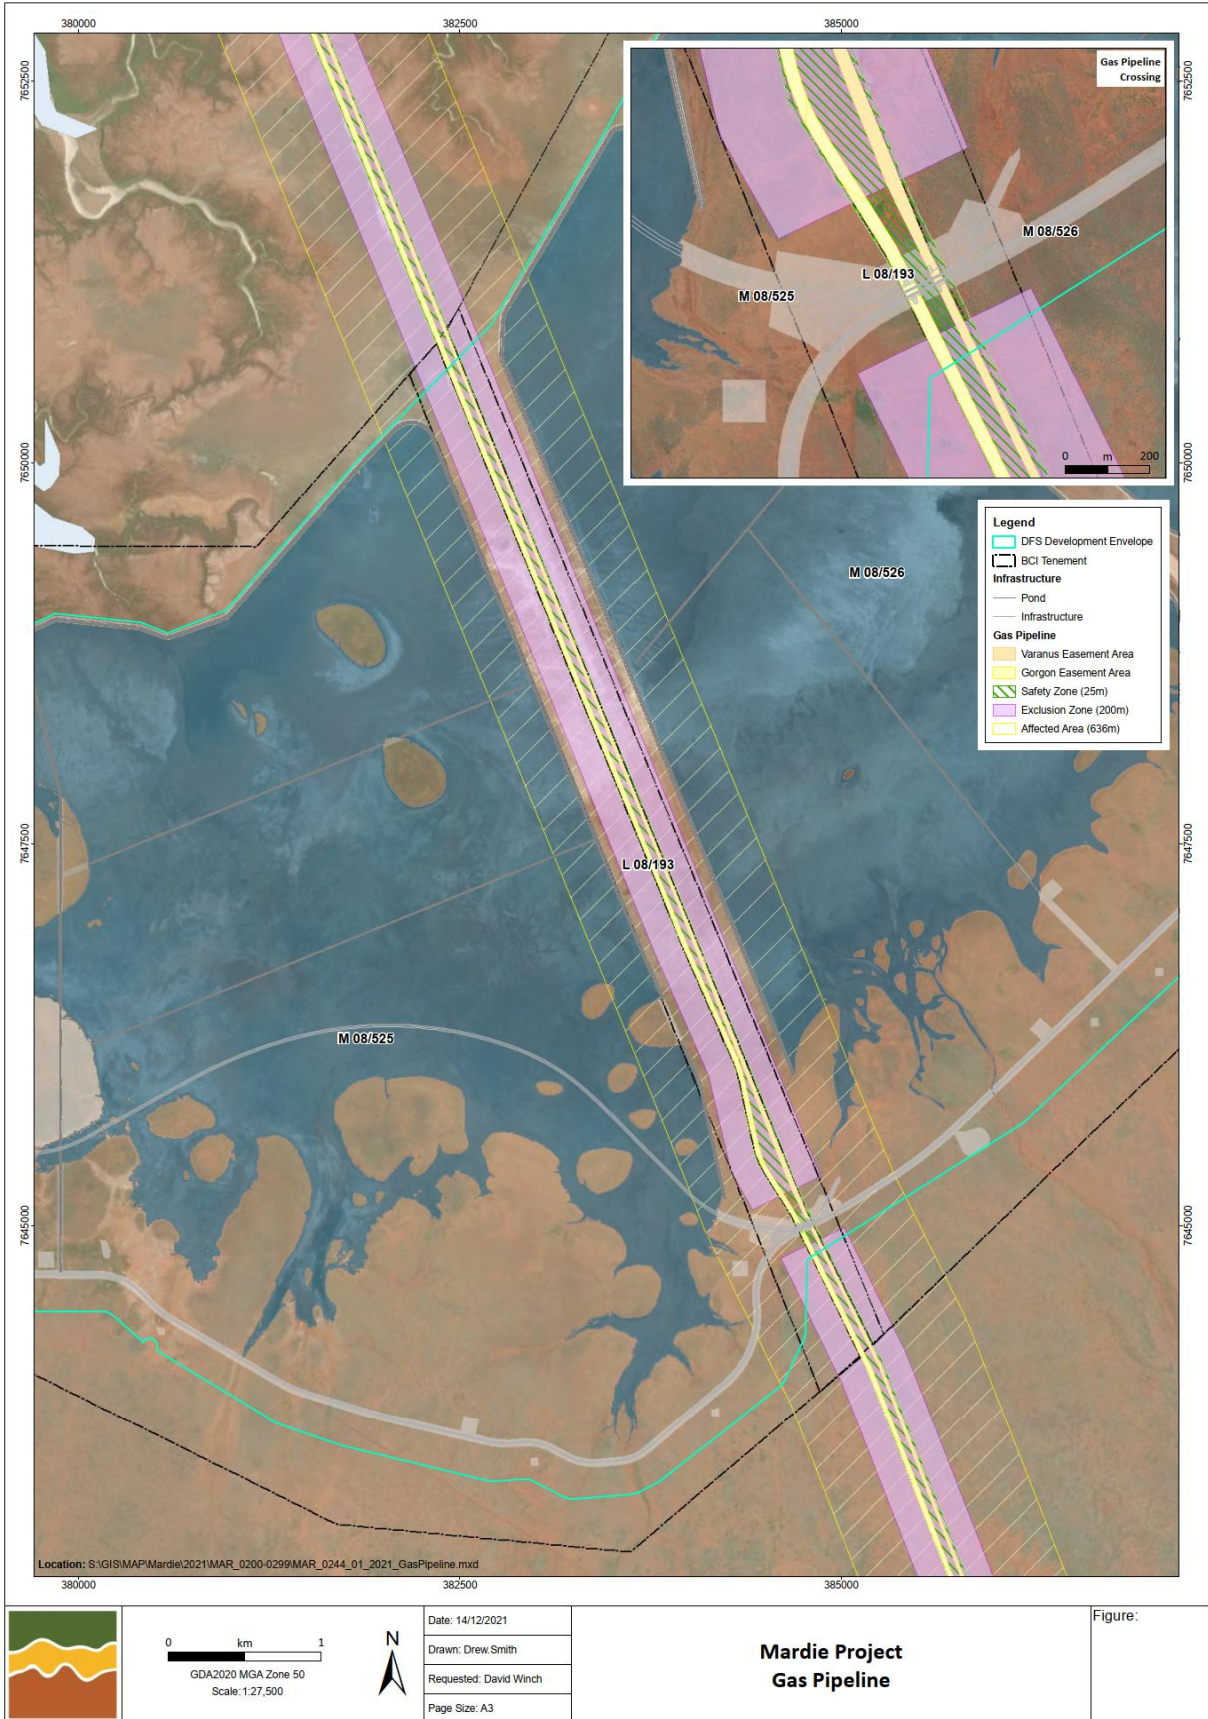 380000
382500
385000
7652500
7652500
Gas Pipeline
Crossing
M 08/526
L 08/193
M 08/525
0 m 200
7650000
7650000
Legend
DFS Development Envelope
BCI Tenement
Infrastructure
Pond
Infrastructure
Gas Pipeline
Varanus Easement Area
Gorgon Easement Area
Safety Zone (25m)
Exclusion Zone (200m)
Affected Area (636m)
M 08/526
7647500
7647500
L 08/193
M 08/525
7645000
7645000
Location: S:\GIS\MAP\Mardie\2021\MAR_0200-0299\MAR_0244_01_2021_GasPipeline.mxd
380000
382500
385000
0 km 1
GDA2020 MGA Zone 50
Scale: 1:27,500
N
Date: 14/12/2021
Drawn: Drew.Smith
Requested: David Winch
Page Size: A3
Mardie Project
Gas Pipeline
Figure: